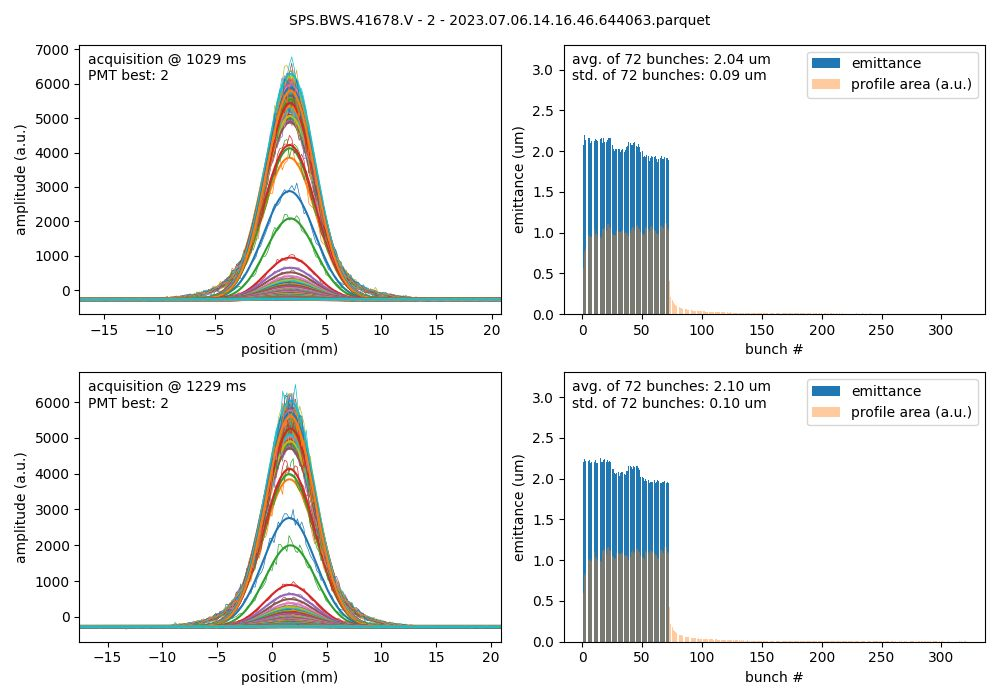 SPS.BWS.41678.V - 2 - 2023.07.06.14.16.46.644063.parquet
acquisition @ 1029 ms
PMT best: 2
amplitude (a.u.)
7000
6000
5000
4000
3000
2000
1000
0
−15
−10
−5
0
5
10
15
20
position (mm)
avg. of 72 bunches: 2.04 um
std. of 72 bunches: 0.09 um
emittance
profile area (a.u.)
emittance (um)
3.0
2.5
2.0
1.5
1.0
0.5
0.0
0
50
100
150
200
250
300
bunch #
acquisition @ 1229 ms
PMT best: 2
amplitude (a.u.)
6000
5000
4000
3000
2000
1000
0
−15
−10
−5
0
5
10
15
20
position (mm)
avg. of 72 bunches: 2.10 um
std. of 72 bunches: 0.10 um
emittance
profile area (a.u.)
emittance (um)
3.0
2.5
2.0
1.5
1.0
0.5
0.0
0
50
100
150
200
250
300
bunch #